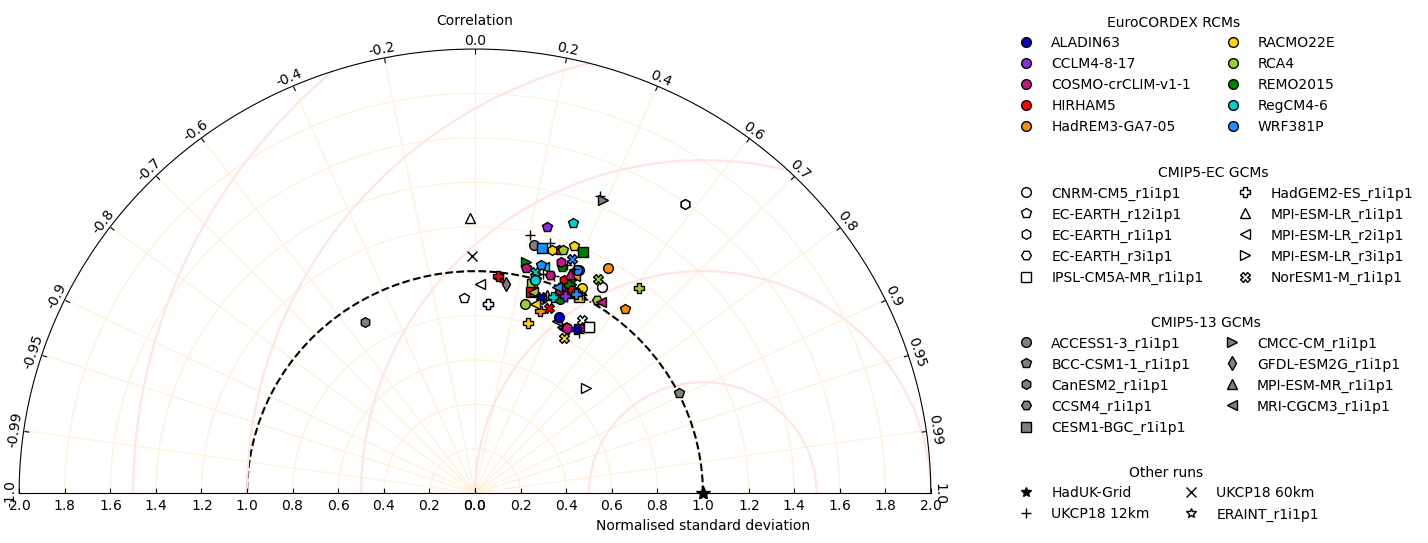 Correlation
0.0
-0.2
0.2
-0.4
0.4
-0.6
0.6
-0.7
0.7
-0.8
0.8
-0.9
0.9
-0.95
0.95
-0.99
0.99
-1.0
1.0
2.0 1.8 1.6 1.4 1.2 1.0 0.8 0.6 0.4 0.2 0.0 0.2 0.4 0.6 0.8 1.0 1.2 1.4 1.6 1.8 2.0
Normalised standard deviation
EuroCORDEX RCMs
ALADIN63 RACMO22E
CCLM4-8-17 RCA4
COSMO-crCLIM-v1-1 REMO2015
HIRHAM5 RegCM4-6
HadREM3-GA7-05 WRF381P
CMIP5-EC GCMs
CNRM-CM5_r1i1p1 HadGEM2-ES_r1i1p1
EC-EARTH_r12i1p1 MPI-ESM-LR_r1i1p1
EC-EARTH_r1i1p1 MPI-ESM-LR_r2i1p1
EC-EARTH_r3i1p1 MPI-ESM-LR_r3i1p1
IPSL-CM5A-MR_r1i1p1 NorESM1-M_r1i1p1
CMIP5-13 GCMs
ACCESS1-3_r1i1p1 CMCC-CM_r1i1p1
BCC-CSM1-1_r1i1p1 GFDL-ESM2G_r1i1p1
CanESM2_r1i1p1 MPI-ESM-MR_r1i1p1
CCSM4_r1i1p1 MRI-CGCM3_r1i1p1
CESM1-BGC_r1i1p1
Other runs
HadUK-Grid UKCP18 60km
UKCP18 12km ERAINT_r1i1p1